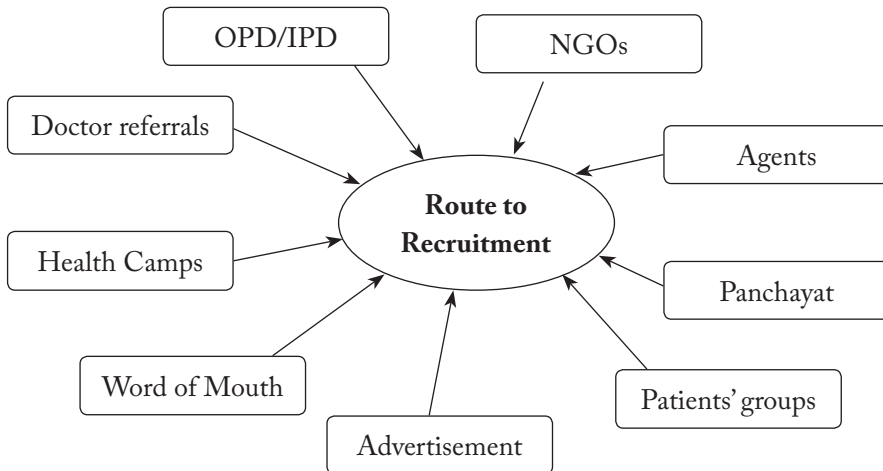 OPD/IPD
NGOs
Doctor referrals
Agents
Route to
Recruitment
Health Camps
Panchayat
Word of Mouth
Patients’ groups
Advertisement